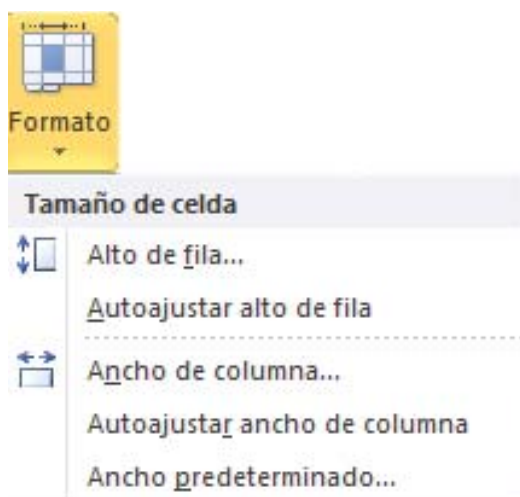 Formato
Tamaño de celda
Alto de fila...
Autoajustar alto de fila
Ancho de columna...
Autoajustar ancho de columna
Ancho predeterminado...